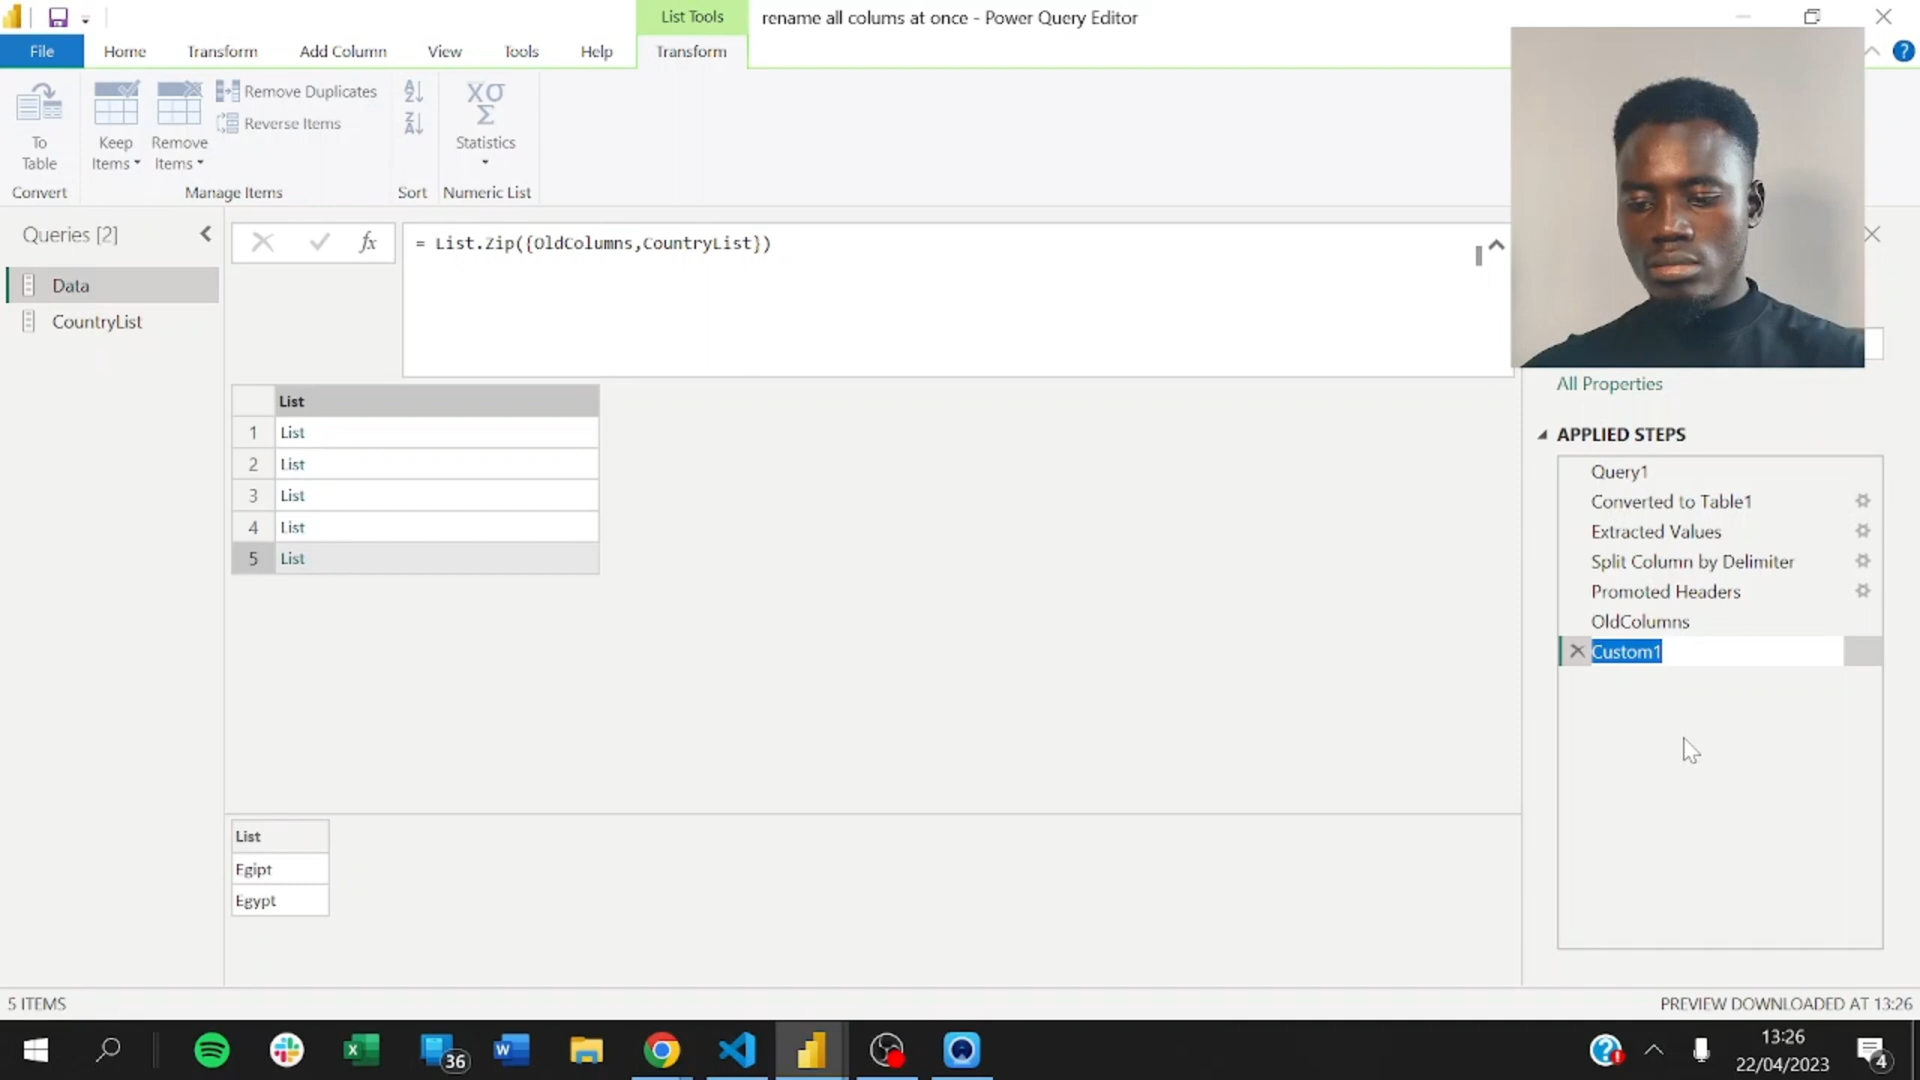 List Tools
rename all colums at once - Power Query Editor
File
Home
Transform
Add Column
View
Tools
Help
Transform
?
To
Table
Keep
Items
Remove
Items
Remove Duplicates
Reverse Items
A
Z
Z
A
XO
Σ
Statistics
Convert
Manage Items
Sort
Numeric List
Queries [2]
Data
CountryList
fx
= List.Zip({OldColumns,CountryList})
List
1 List
2 List
3 List
4 List
5 List
All Properties
APPLIED STEPS
Query1
Converted to Table1
Extracted Values
Split Column by Delimiter
Promoted Headers
OldColumns
Custom1
List
Egipt
Egypt
5 ITEMS
PREVIEW DOWNLOADED AT 13:26
36
13:26
22/04/2023
4